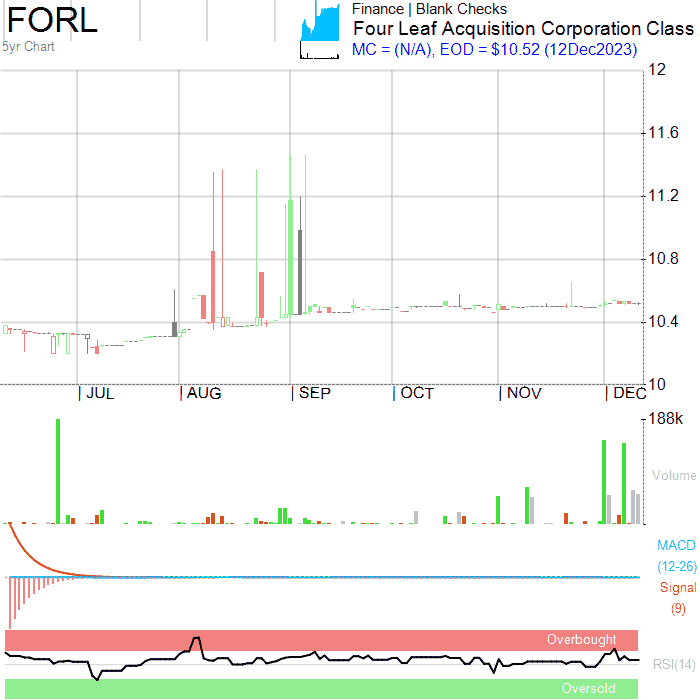 FORL
5yr Chart
Finance | Blank Checks
Four Leaf Acquisition Corporation Class
MC = (N/A), EOD = $10.52 (12Dec2023)
12
11.6
11.2
10.8
10.4
10
JUL
AUG
SEP
OCT
NOV
DEC
188k
Volume
MACD
(12-26)
Signal
(9)
Overbought
RSI(14)
Oversold